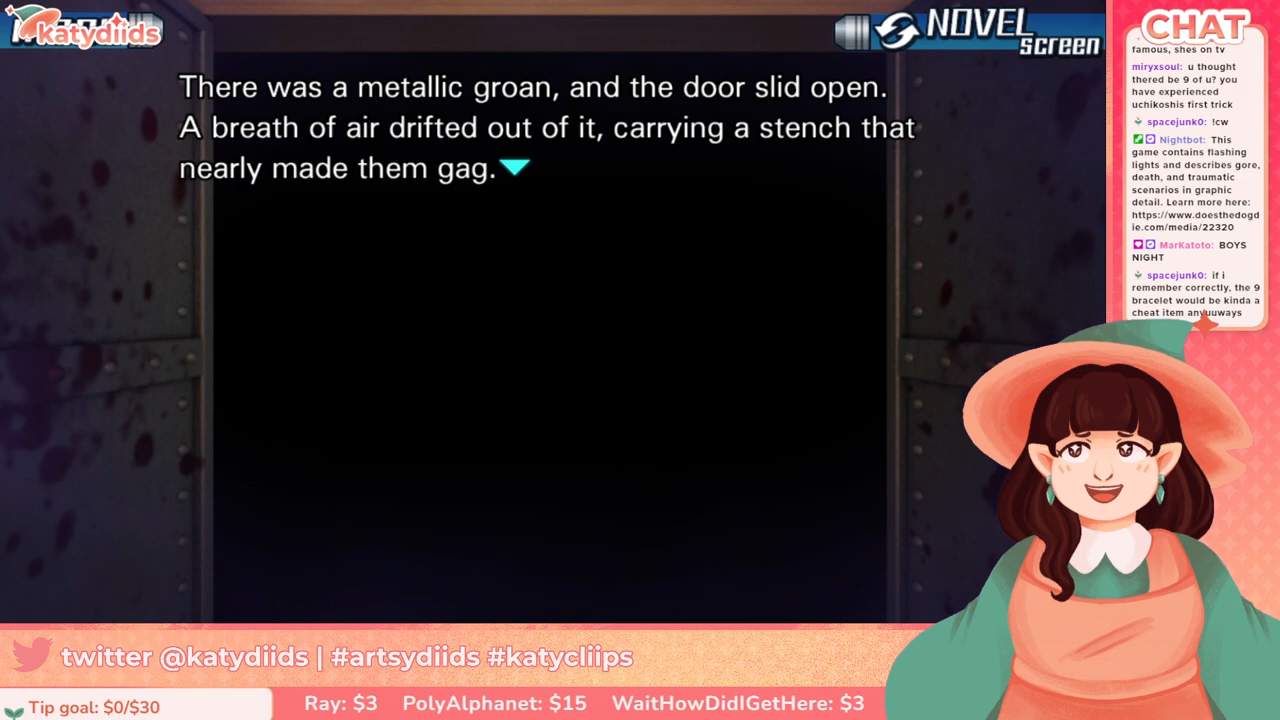 katydiids
NOVEL
Screen
There was a metallic groan, and the door slid open.
A breath of air drifted out of it, carrying a stench that
nearly made them gag.
CHAT
famous, shes on tv
miryxsoul: u thought
thered be 9 of u? you
have experienced
uchikoshis first trick
spacejunk0: !cw
Nightbot: This
game contains flashing
lights and describes gore,
death, and traumatic
scenarios in graphic
detail. Learn more here:
https://www.doesthedogd
ie.com/media/22320
MarKatoto: BOYS
NIGHT
spacejunk0: if i
remember correctly, the 9
bracelet would be kinda a
cheat item anyuuways
twitter @katydiids | #artsydiids #katycliips
Tip goal: $0/$30
Ray: $3 PolyAlphanet: $15 WaitHowDidIGetHere: $3